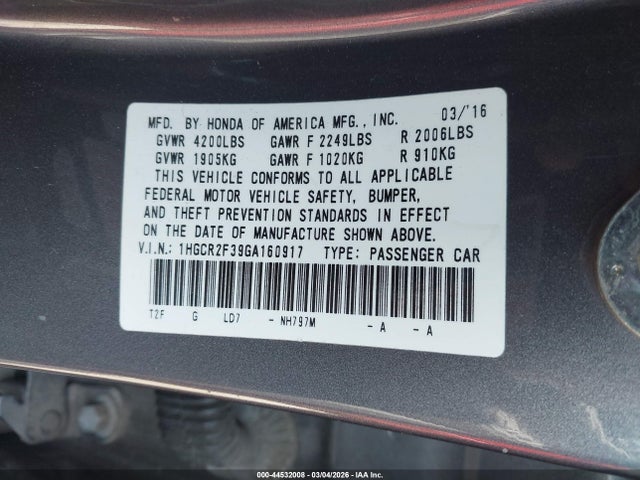 MFD. BY HONDA OF AMERICA MFG., INC. 03/'16
GVWR 4200LBS GAWR F 2249LBS R 2006LBS
GVWR 1905KG GAWR F 1020KG R 910KG
THIS VEHICLE CONFORMS TO ALL APPLICABLE
FEDERAL MOTOR VEHICLE SAFETY, BUMPER,
AND THEFT PREVENTION STANDARDS IN EFFECT
ON THE DATE OF MANUFACTURE SHOWN ABOVE.
V.I.N.: 1HGCR2F39GA160917 TYPE: PASSENGER CAR
T2F G LD7 - NH797M - A - A
000-44532008 - 03/04/2026 - IAA Inc.